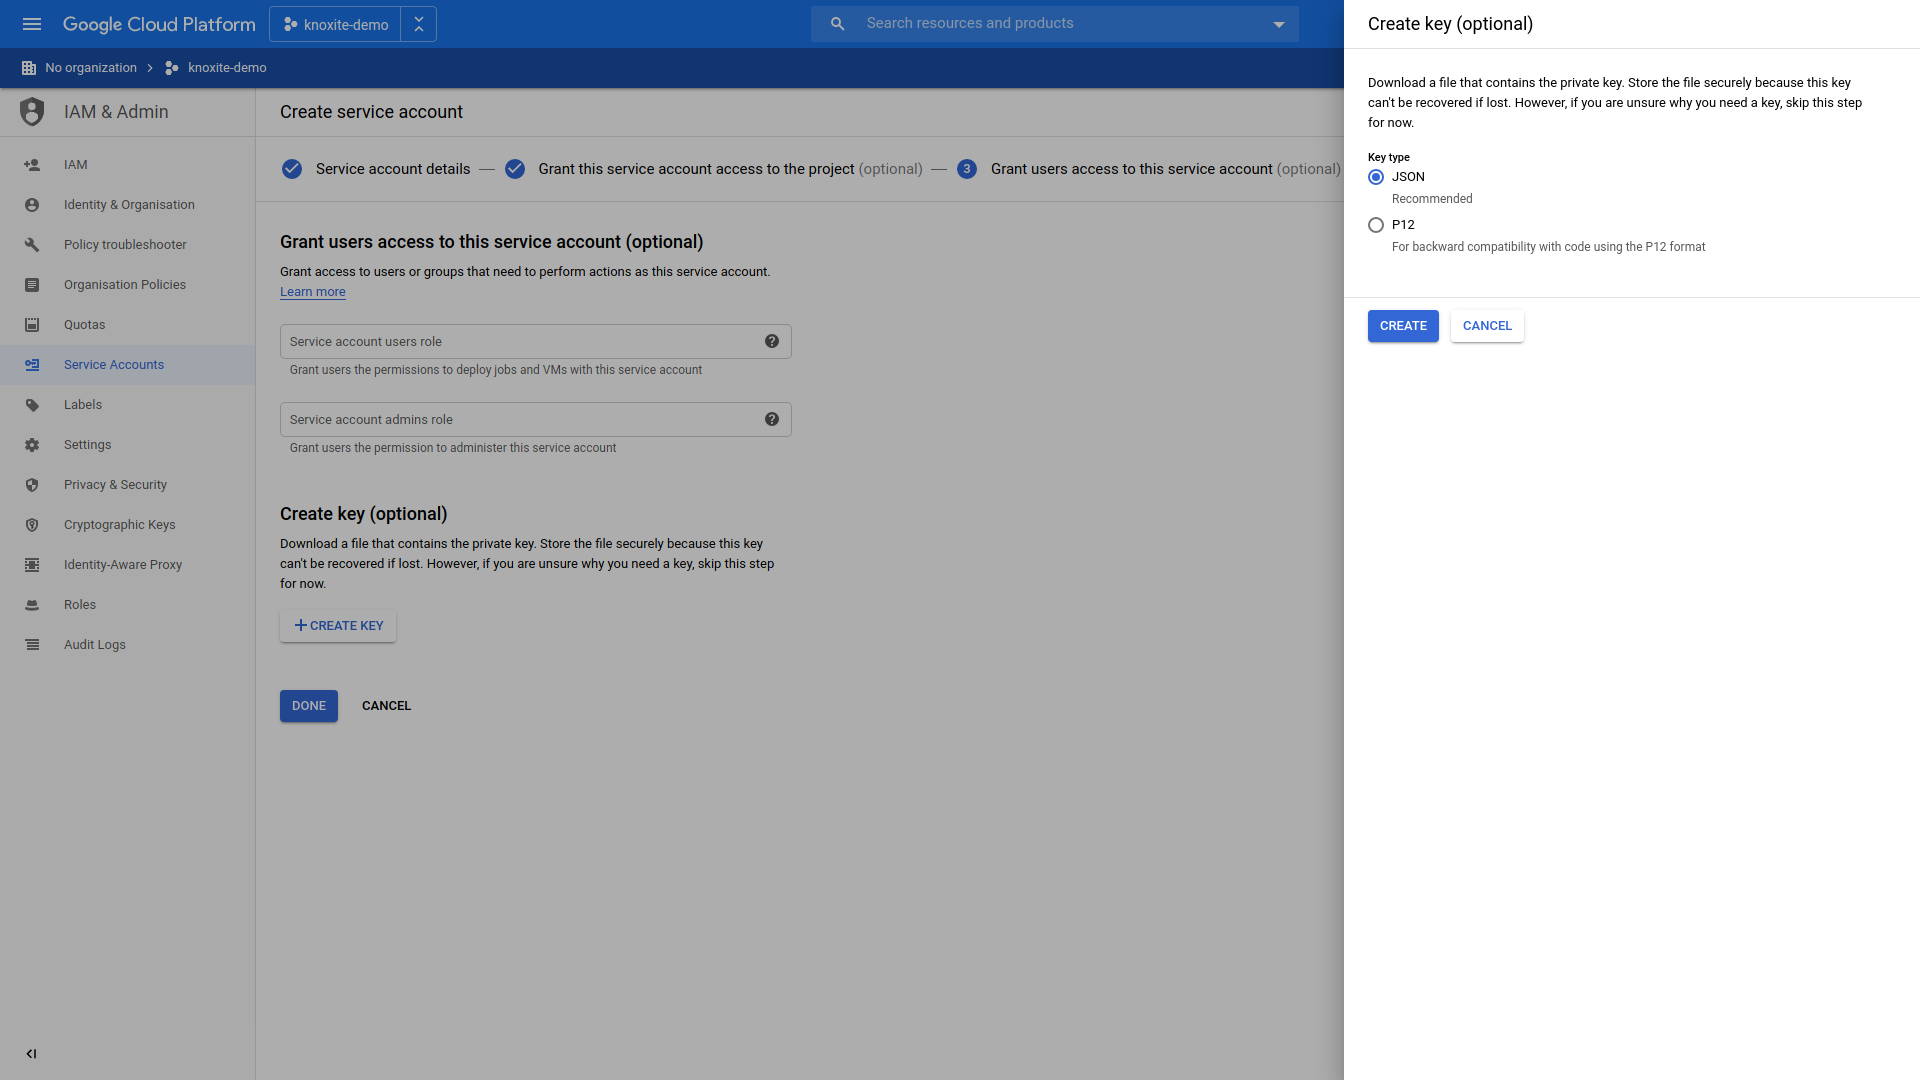 Google Cloud Platform
knoxite-demo
Search resources and products
No organization
knoxite-demo
IAM & Admin
IAM
Identity & Organisation
Policy troubleshooter
Organisation Policies
Quotas
Service Accounts
Labels
Settings
Privacy & Security
Cryptographic Keys
Identity-Aware Proxy
Roles
Audit Logs
Create service account
Service account details — Grant this service account access to the project (optional) — 3 Grant users access to this service account (optional)
Grant users access to this service account (optional)
Grant access to users or groups that need to perform actions as this service account.
Learn more
Service account users role
Grant users the permissions to deploy jobs and VMs with this service account
Service account admins role
Grant users the permission to administer this service account
Create key (optional)
Download a file that contains the private key. Store the file securely because this key
can't be recovered if lost. However, if you are unsure why you need a key, skip this step
for now.
CREATE KEY
DONE CANCEL
Create key (optional)
Download a file that contains the private key. Store the file securely because this key
can't be recovered if lost. However, if you are unsure why you need a key, skip this step
for now.
Key type
JSON
Recommended
P12
For backward compatibility with code using the P12 format
CREATE CANCEL